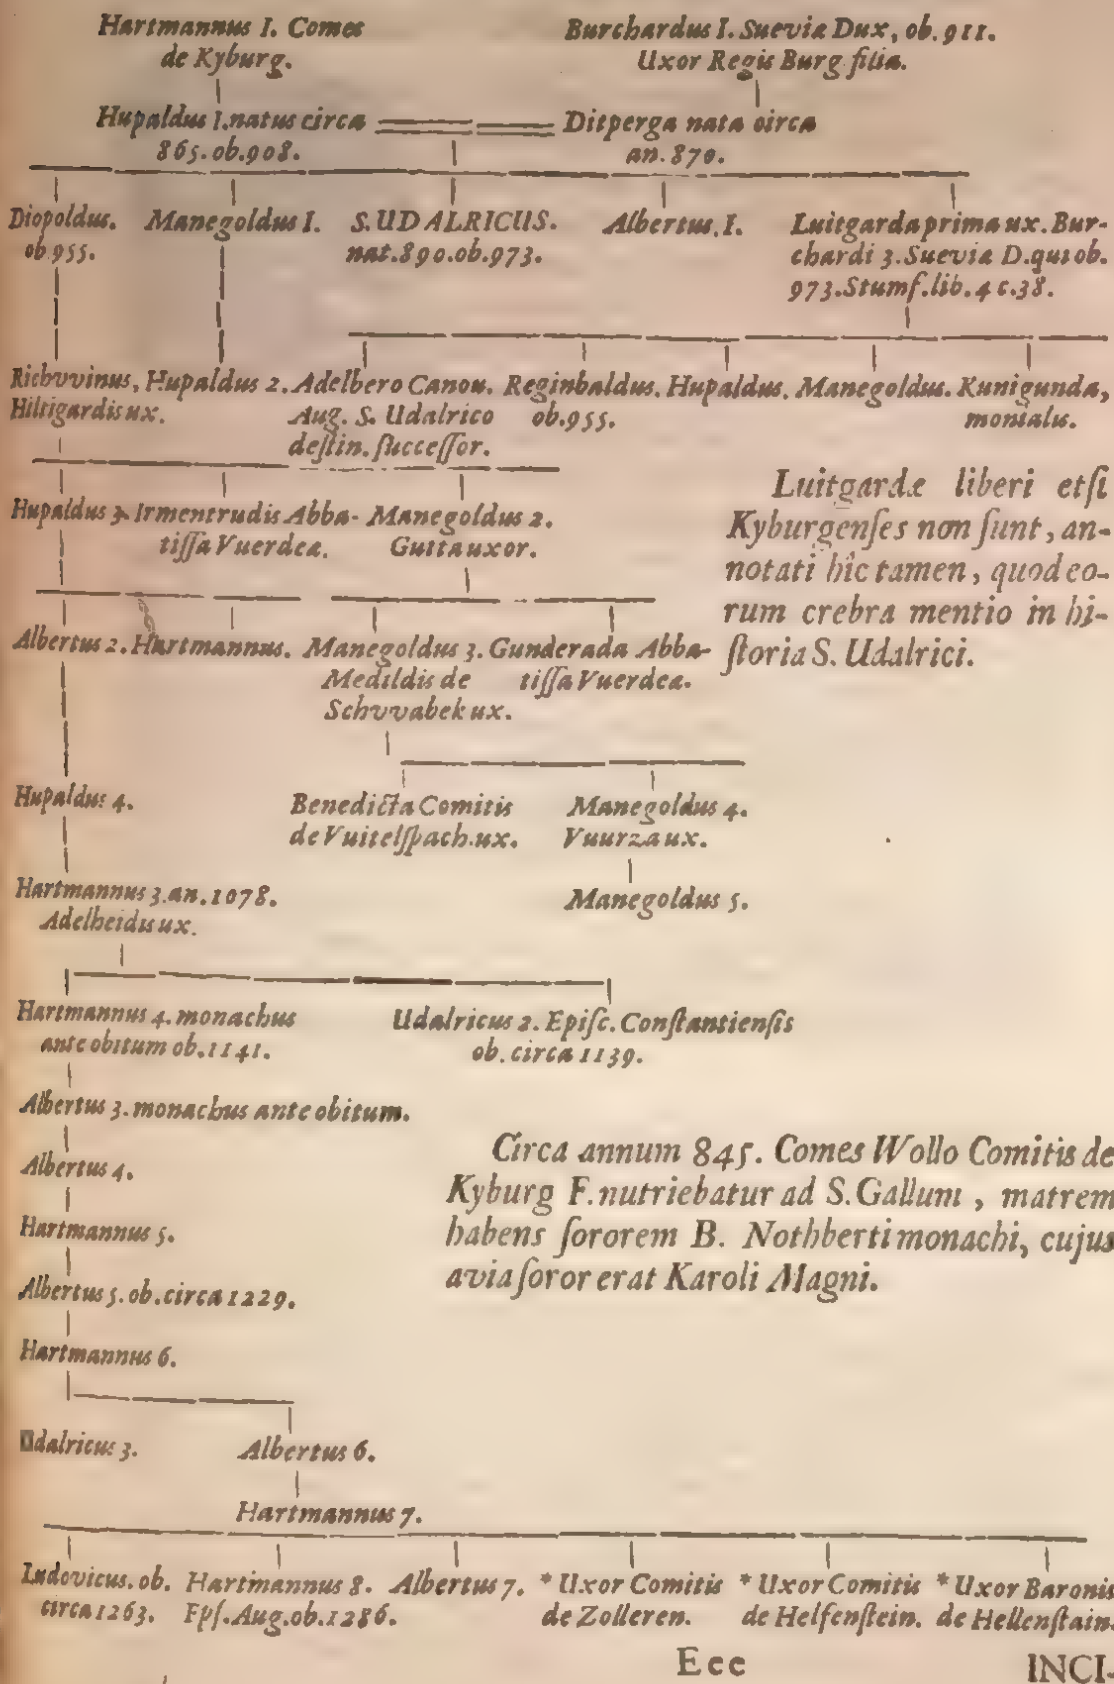 Hartmannus I. Comes
de Kyburg.
Burchardus I. Suevia Dux, ob. 911.
Uxor Regis Burg. filia.
Hupaldus I. natus circa
865. ob. 908.
Ditperga nata circa
an. 870.
Diopoldus.
ob. 955.
Manegoldus I.
S. UDALRICUS.
nat. 890. ob. 973.
Albertus. I.
Luitgarda prima ux. Bur-
chardi 3. Suevia D. qui ob.
973. Stumf. lib. 4 c. 38.
Richvvinus,
Hiltigardis ux.
Hupaldus 2.
Adelbero Canon.
Aug. S. Udalrico
destin. successor.
Reginbaldus.
ob. 955.
Hupaldus.
Manegoldus.
Kunigunda,
monialis.
Hupaldus 3.
Irmentrudis Abba-
tissa Vuerdea.
Manegoldus 2.
Gutta uxor.
Luitgardæ liberi etsi
Kyburgenses non sunt, an-
notati hîc tamen, quod eo-
rum crebra mentio in hi-
storia S. Udalrici.
Albertus 2.
Hartmannus.
Manegoldus 3.
Medildis de
Schvvabek ux.
Gunderada Abba-
tissa Vuerdea.
Hupaldus 4.
Benedicta Comitis
de Vuitelspach. ux.
Manegoldus 4.
Vuurza ux.
Hartmannus 3. an. 1078.
Adelheidis ux.
Manegoldus 5.
Hartmannus 4. monachus
ante obitum ob. 1141.
Udalricus 2. Episc. Constantiensis
ob. circa 1139.
Albertus 3. monachus ante obitum.
Albertus 4.
Hartmannus 5.
Albertus 5. ob. circa 1229.
Hartmannus 6.
Circa annum 845. Comes Wollo Comitis de
Kyburg F. nutriebatur ad S. Gallum, matrem
habens sororem B. Nothberti monachi, cujus
avia soror erat Karoli Magni.
Udalricus 3.
Albertus 6.
Hartmannus 7.
Ludovicus. ob.
circa 1263.
Hartmannus 8.
Eps. Aug. ob. 1286.
Albertus 7.
* Uxor Comitis
de Zolleren.
* Uxor Comitis
de Helfenstein.
* Uxor Baronis
de Hellenstain.
Eee
INCI-